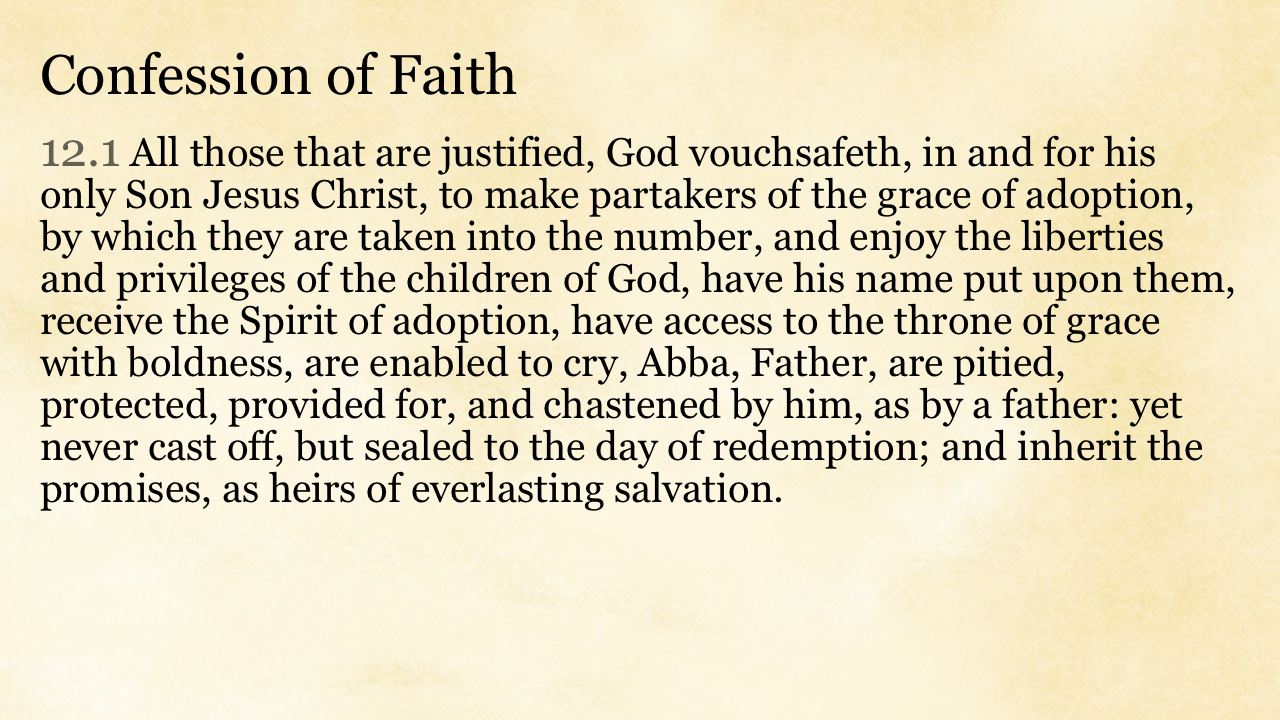 Confession of Faith
12.1 All those that are justified, God vouchsafeth, in and for his
only Son Jesus Christ, to make partakers of the grace of adoption,
by which they are taken into the number, and enjoy the liberties
and privileges of the children of God, have his name put upon them,
receive the Spirit of adoption, have access to the throne of grace
with boldness, are enabled to cry, Abba, Father, are pitied,
protected, provided for, and chastened by him, as by a father: yet
never cast off, but sealed to the day of redemption; and inherit the
promises, as heirs of everlasting salvation.